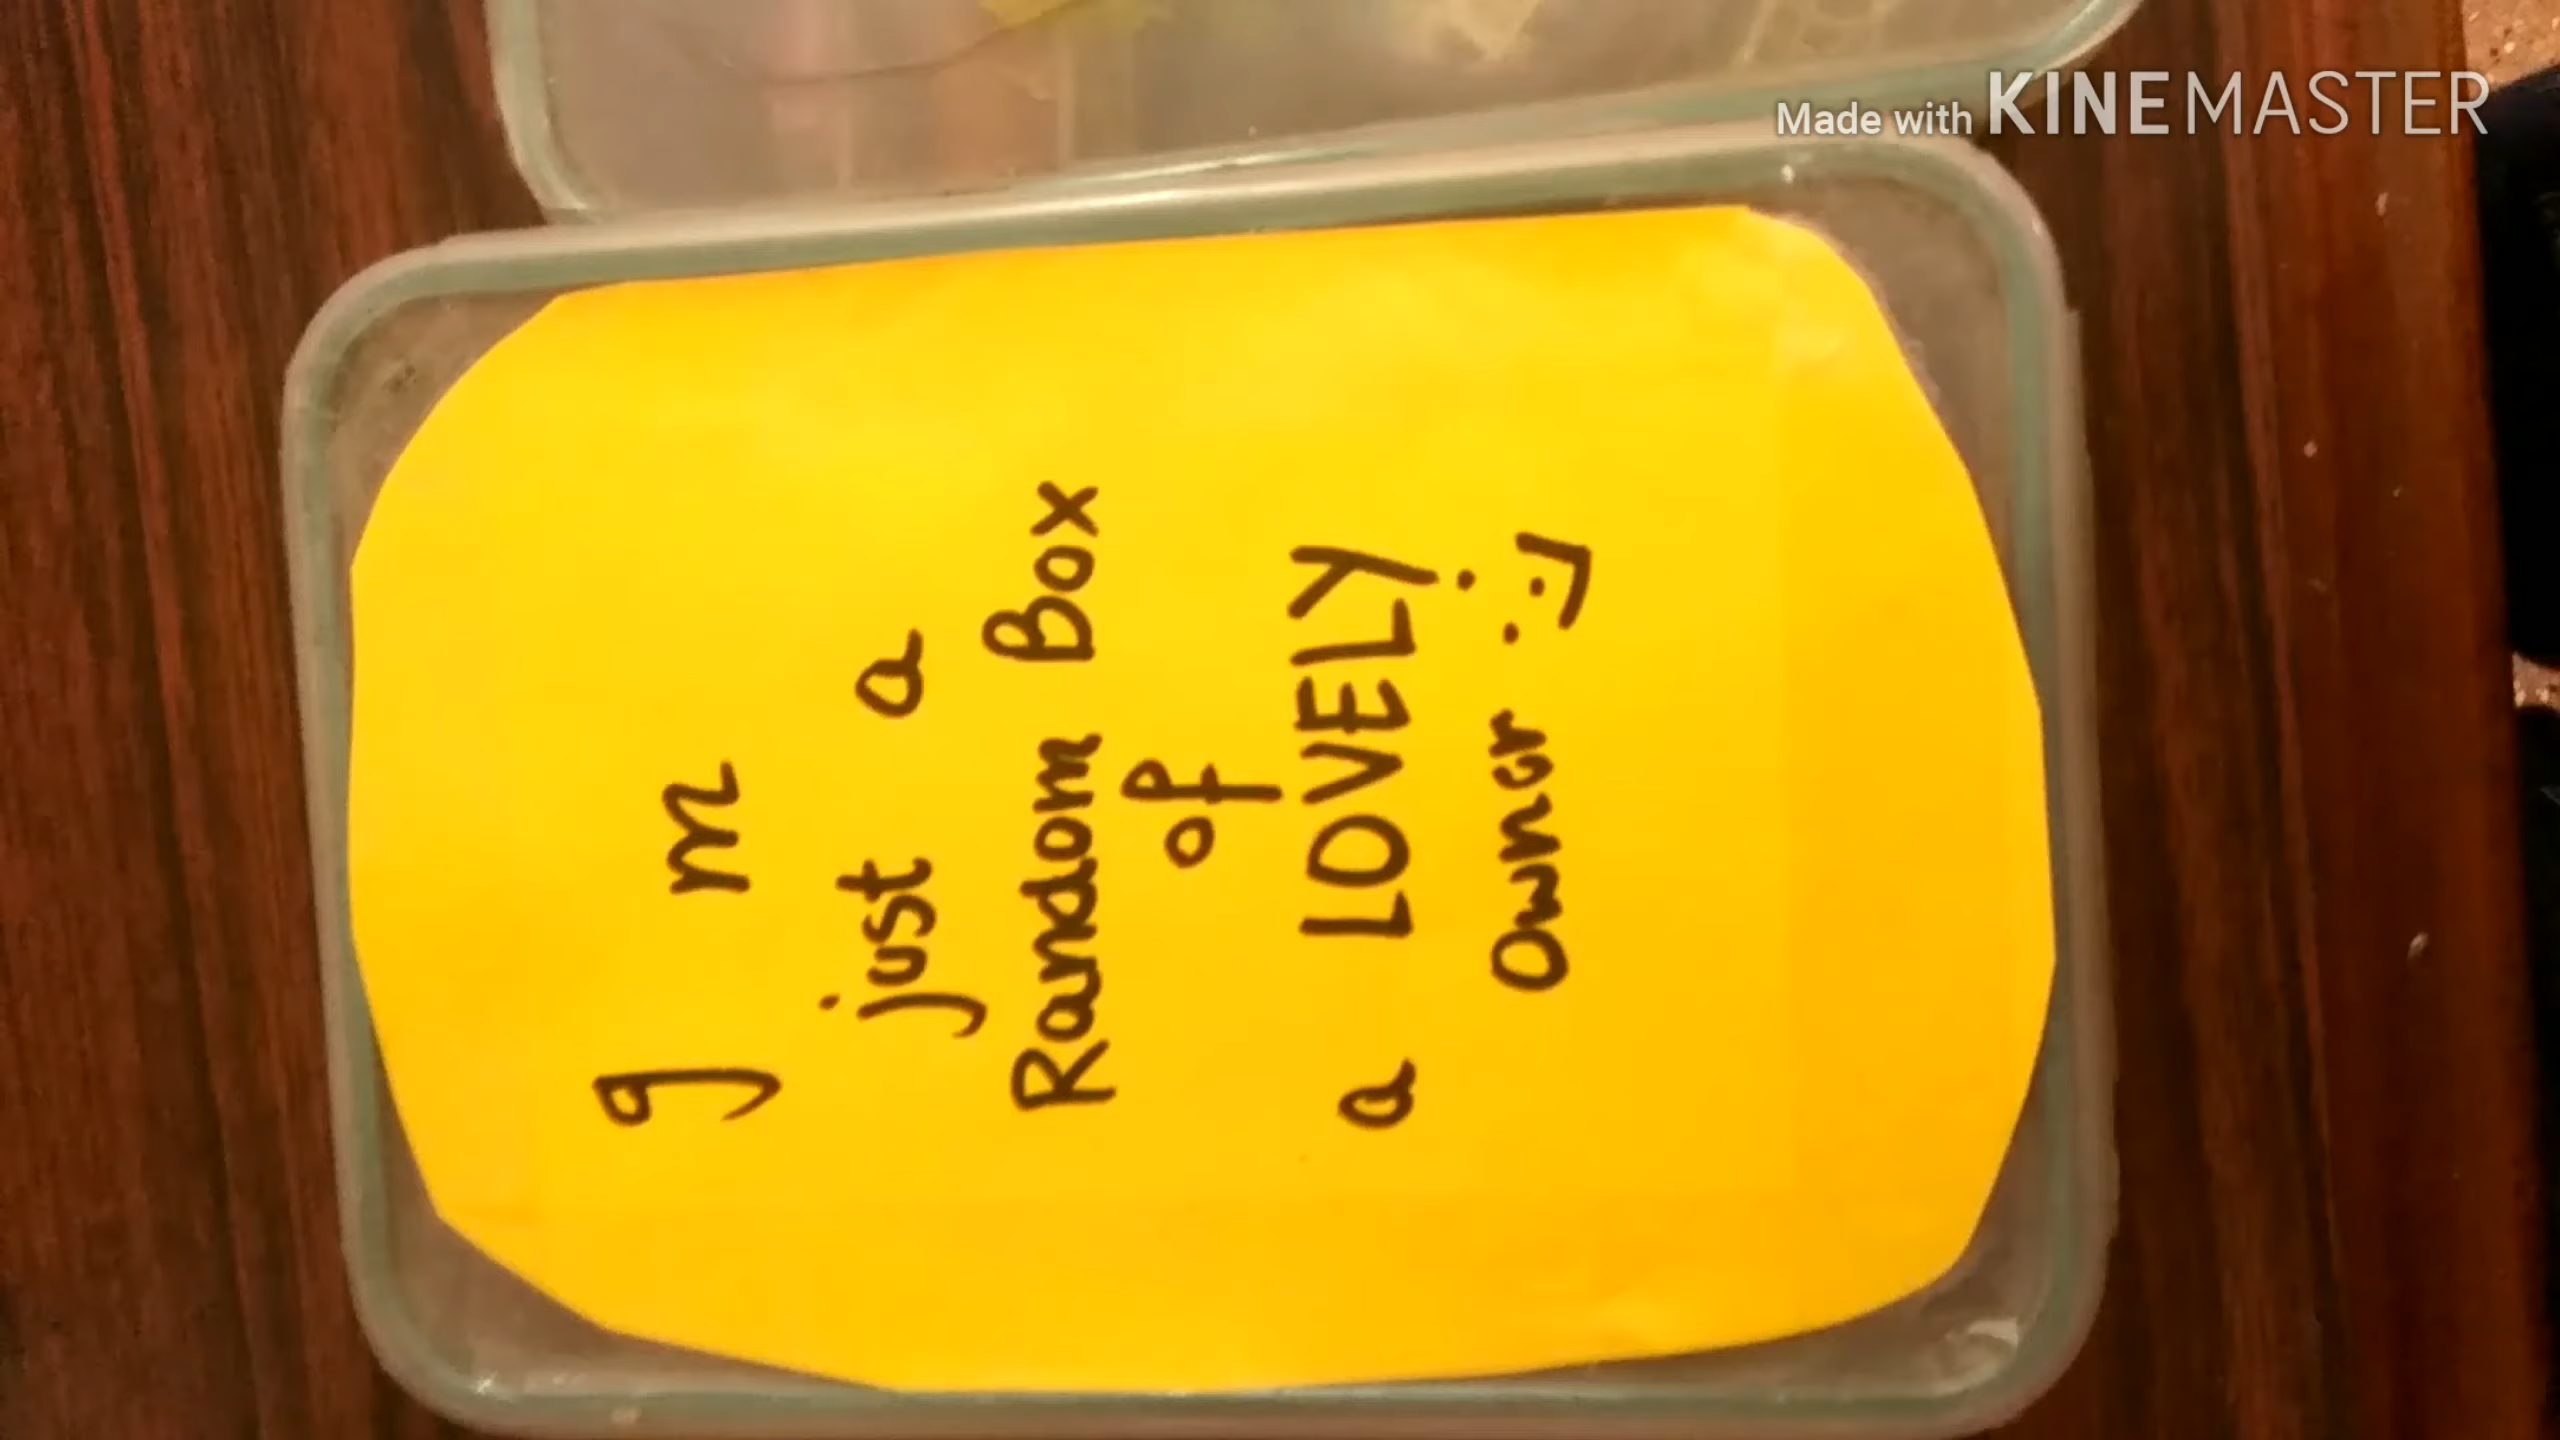 Made with KINEMASTER
I m
just a
Random Box
of
a LOVELY
Owner :-)